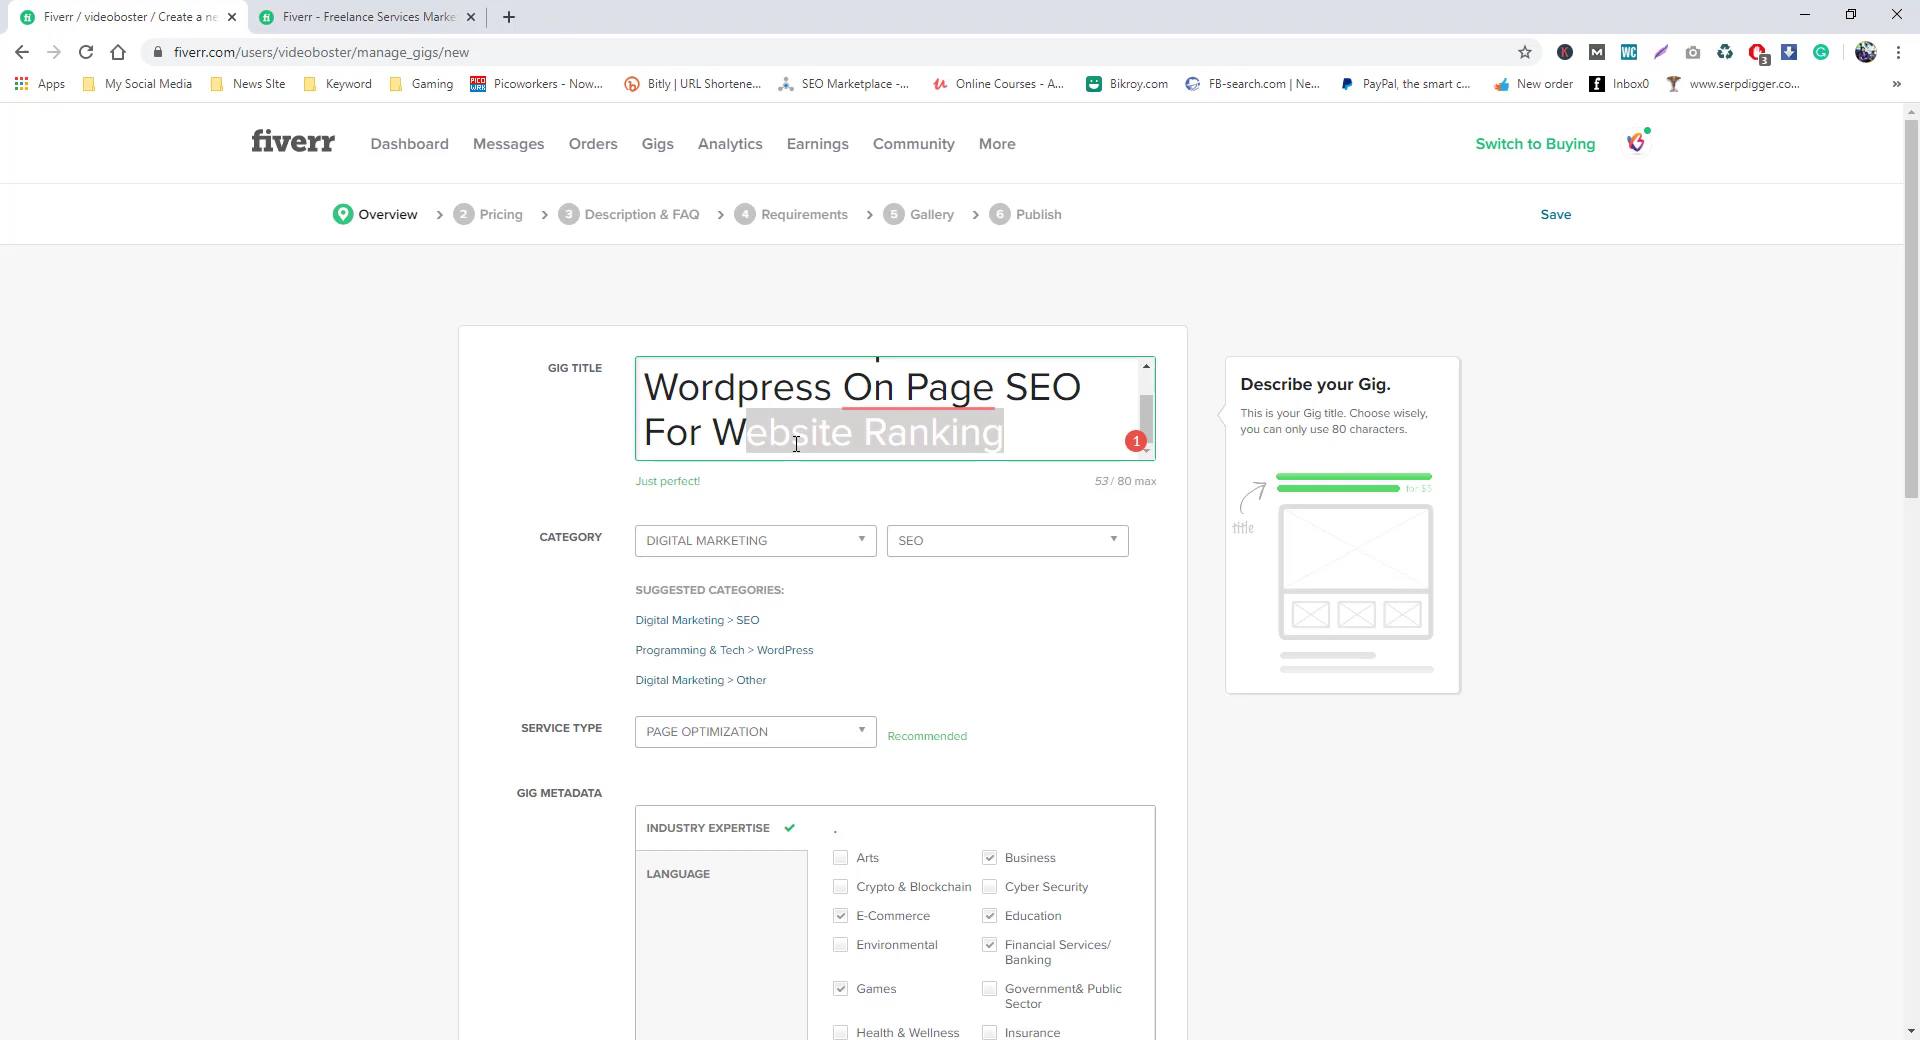 Fiverr / videoboster / Create a ne
Fiverr - Freelance Services Marke
fiverr.com/users/videoboster/manage_gigs/new
Apps My Social Media News SIte Keyword Gaming Picoworkers - Now... Bitly | URL Shortene... SEO Marketplace -... Online Courses - A... Bikroy.com FB-search.com | Ne... PayPal, the smart c... New order Inbox0 www.serpdigger.co... »
fiverr Dashboard Messages Orders Gigs Analytics Earnings Community More Switch to Buying
Overview > 2 Pricing > 3 Description & FAQ > 4 Requirements > 5 Gallery > 6 Publish Save
GIG TITLE
Wordpress On Page SEO
For Website Ranking
1
Just perfect! 53 / 80 max
Describe your Gig.
This is your Gig title. Choose wisely,
you can only use 80 characters.
for $5
title
CATEGORY DIGITAL MARKETING SEO
SUGGESTED CATEGORIES:
Digital Marketing > SEO
Programming & Tech > WordPress
Digital Marketing > Other
SERVICE TYPE PAGE OPTIMIZATION Recommended
GIG METADATA
INDUSTRY EXPERTISE .
LANGUAGE
Arts Business
Crypto & Blockchain Cyber Security
E-Commerce Education
Environmental Financial Services/
Banking
Games Government& Public
Sector
Health & Wellness Insurance